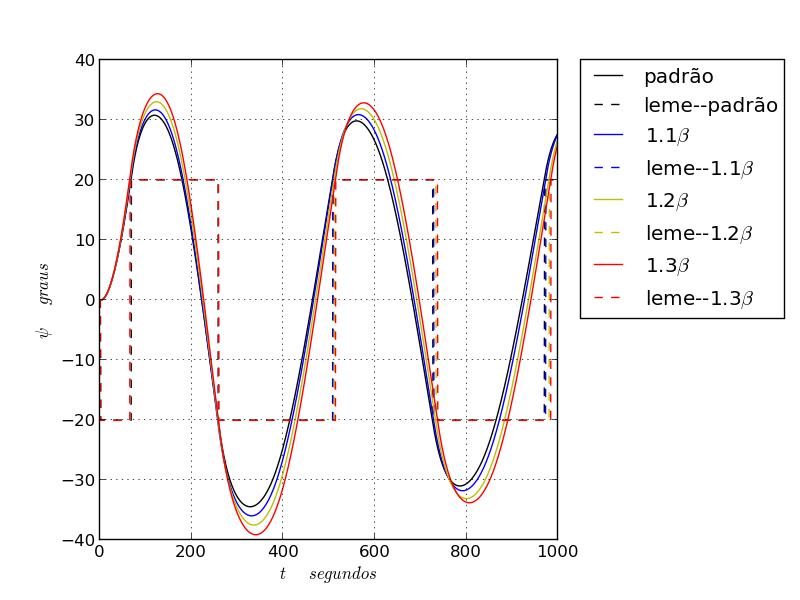 40
30
20
10
0
−10
−20
−30
−40
ψ graus
0 200 400 600 800 1000
t segundos
padrão
leme--padrão
1.1β
leme--1.1β
1.2β
leme--1.2β
1.3β
leme--1.3β